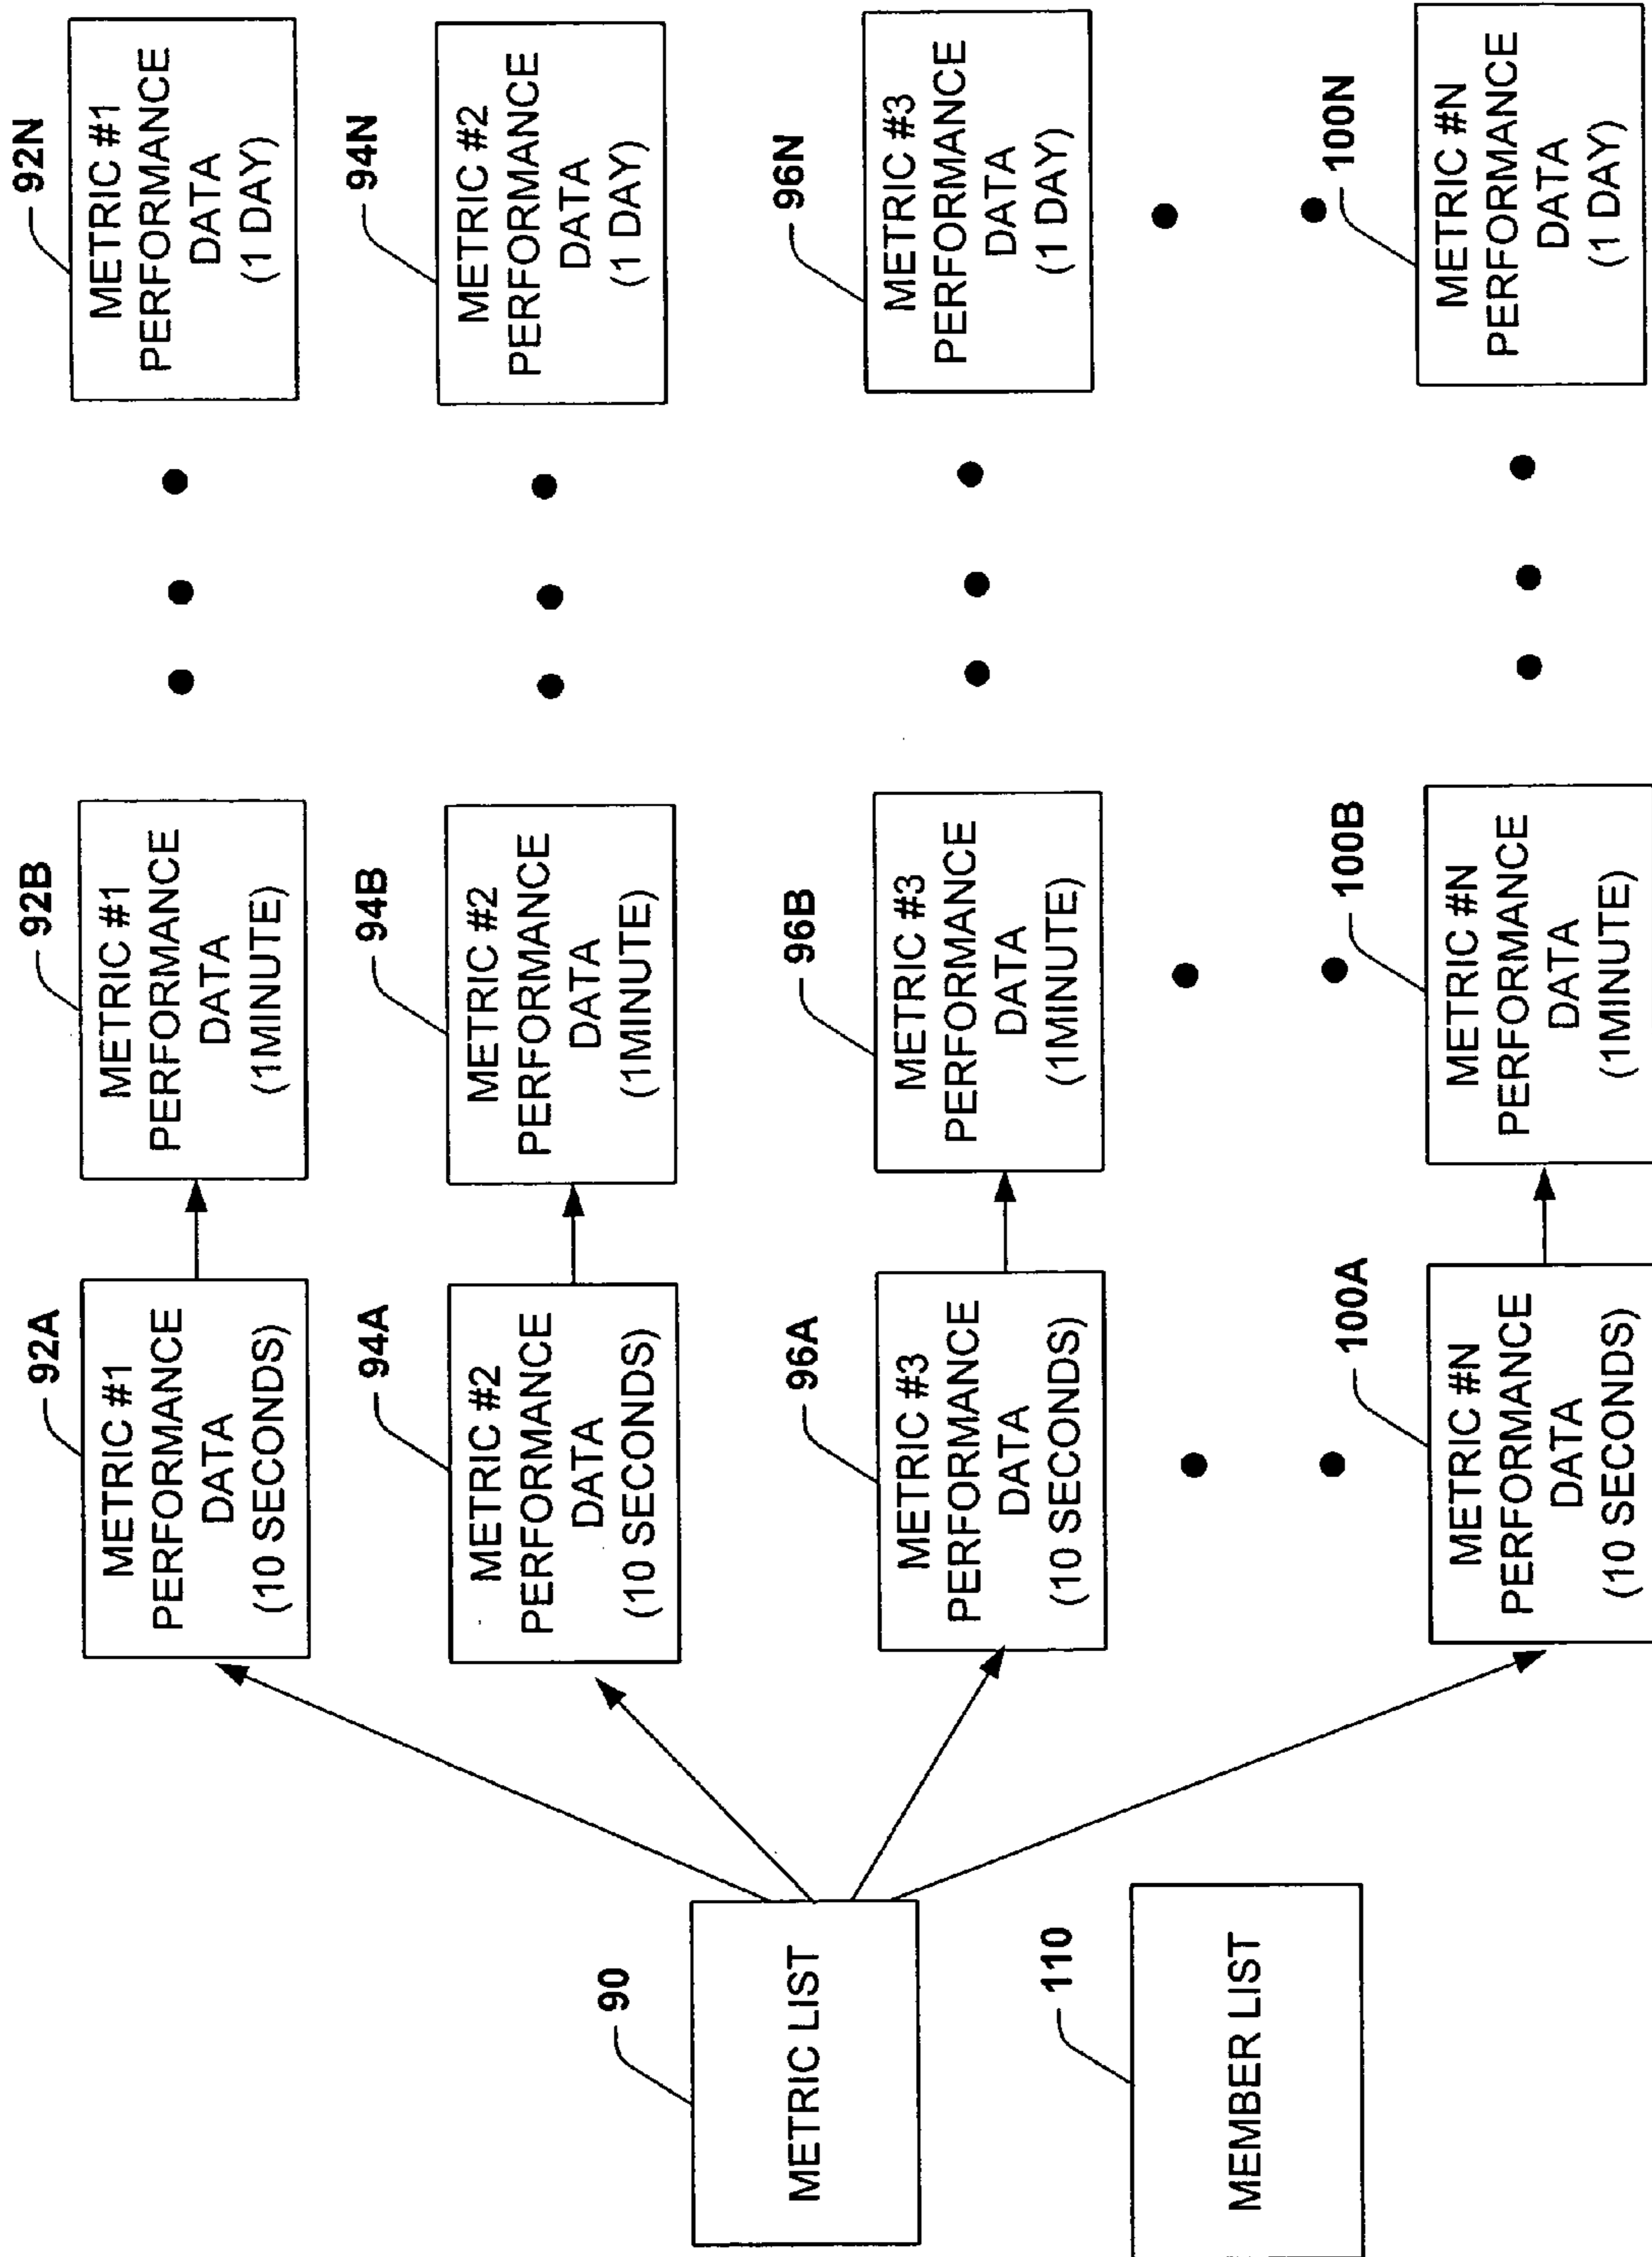 92A
METRIC #1
PERFORMANCE
DATA
(10 SECONDS)
92B
METRIC #1
PERFORMANCE
DATA
(1MINUTE)
92N
METRIC #1
PERFORMANCE
DATA
(1 DAY)
94A
METRIC #2
PERFORMANCE
DATA
(10 SECONDS)
94B
METRIC #2
PERFORMANCE
DATA
(1MINUTE)
94N
METRIC #2
PERFORMANCE
DATA
(1 DAY)
90
METRIC LIST
96A
METRIC #3
PERFORMANCE
DATA
(10 SECONDS)
96B
METRIC #3
PERFORMANCE
DATA
(1MINUTE)
96N
METRIC #3
PERFORMANCE
DATA
(1 DAY)
110
MEMBER LIST
100A
METRIC #N
PERFORMANCE
DATA
(10 SECONDS)
100B
METRIC #N
PERFORMANCE
DATA
(1MINUTE)
100N
METRIC #N
PERFORMANCE
DATA
(1 DAY)